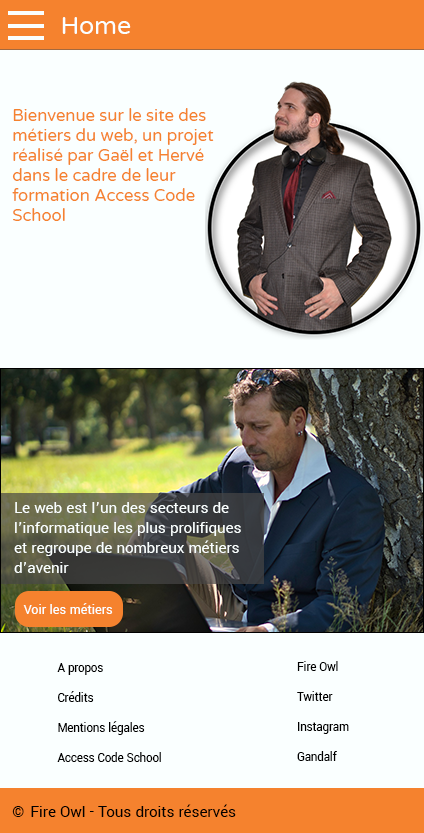 Home
Bienvenue sur le site des
métiers du web, un projet
réalisé par Gaël et Hervé
dans le cadre de leur
formation Access Code
School
Le web est l'un des secteurs de
l'informatique les plus prolifiques
et regroupe de nombreux métiers
d'avenir
Voir les métiers
A propos
Crédits
Mentions légales
Access Code School
Fire Owl
Twitter
Instagram
Gandalf
© Fire Owl - Tous droits réservés